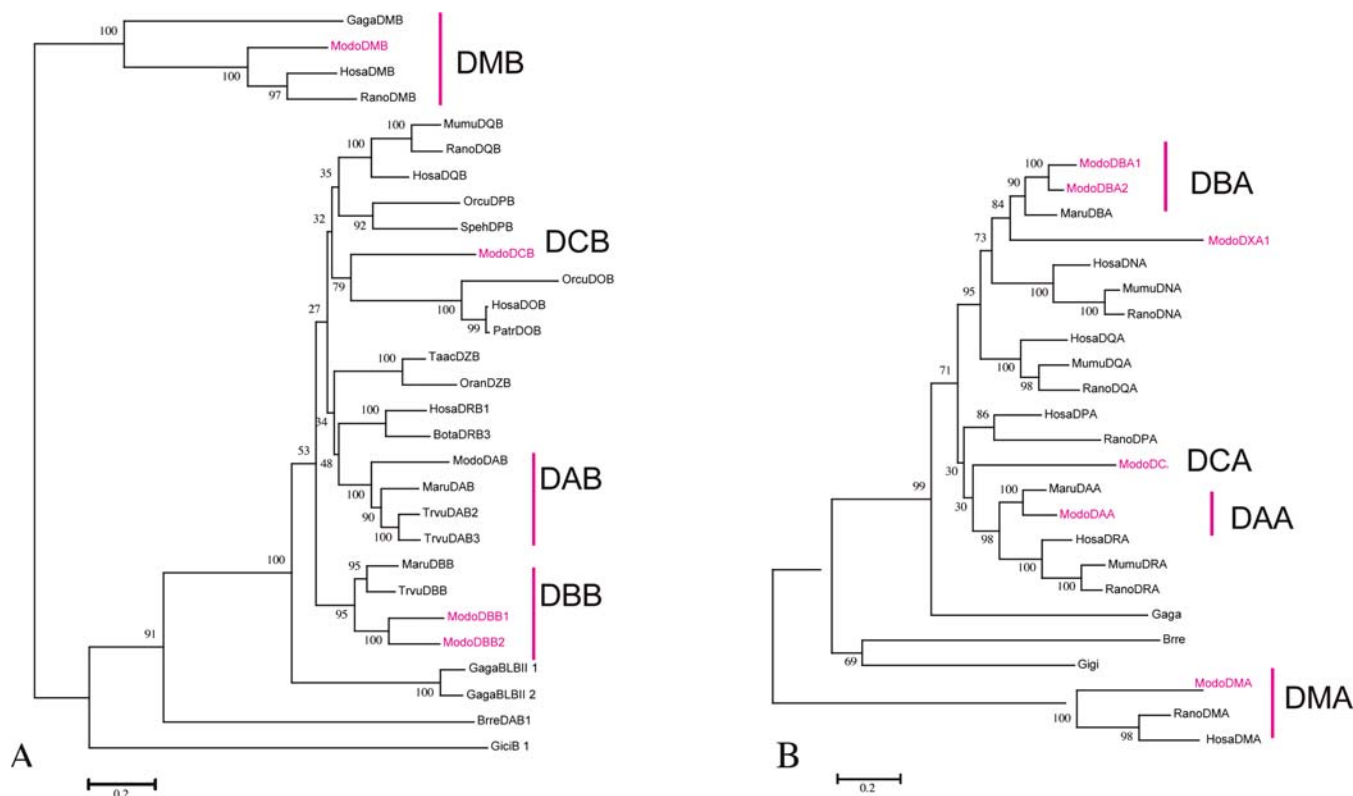 GagaDMB
100
ModoDMB
DMB
HosaDMB
100
97
RanoDMB
100
MumuDQB
100
RanoDQB
35
HosaDQB
OrcuDPB
32
92
SpehDPB
DCB
ModoDCB
OrcuDOB
79
100
HosaDOB
27
99
PatrDOB
100
TaacDZB
OranDZB
100
HosaDRB1
34
BotaDRB3
53
48
ModoDAB
DAB
100
MaruDAB
90
TrvuDAB2
100
TrvuDAB3
100
95
MaruDBB
DBB
TrvuDBB
95
ModoDBB1
100
ModoDBB2
91
GagaBLBII 1
100
GagaBLBII 2
BrreDAB1
GiciB 1
A
0.2
100
ModoDBA1
DBA
90
ModoDBA2
84
MaruDBA
73
ModoDXA1
HosaDNA
95
100
MumuDNA
100
RanoDNA
HosaDQA
71
100
MumuDQA
98
RanoDQA
86
HosaDPA
RanoDPA
DCA
30
ModoDC.
99
30
100
MaruDAA
DAA
ModoDAA
98
HosaDRA
100
MumuDRA
100
RanoDRA
Gaga
Brre
69
Gigi
ModoDMA
DMA
100
RanoDMA
98
HosaDMA
B
0.2